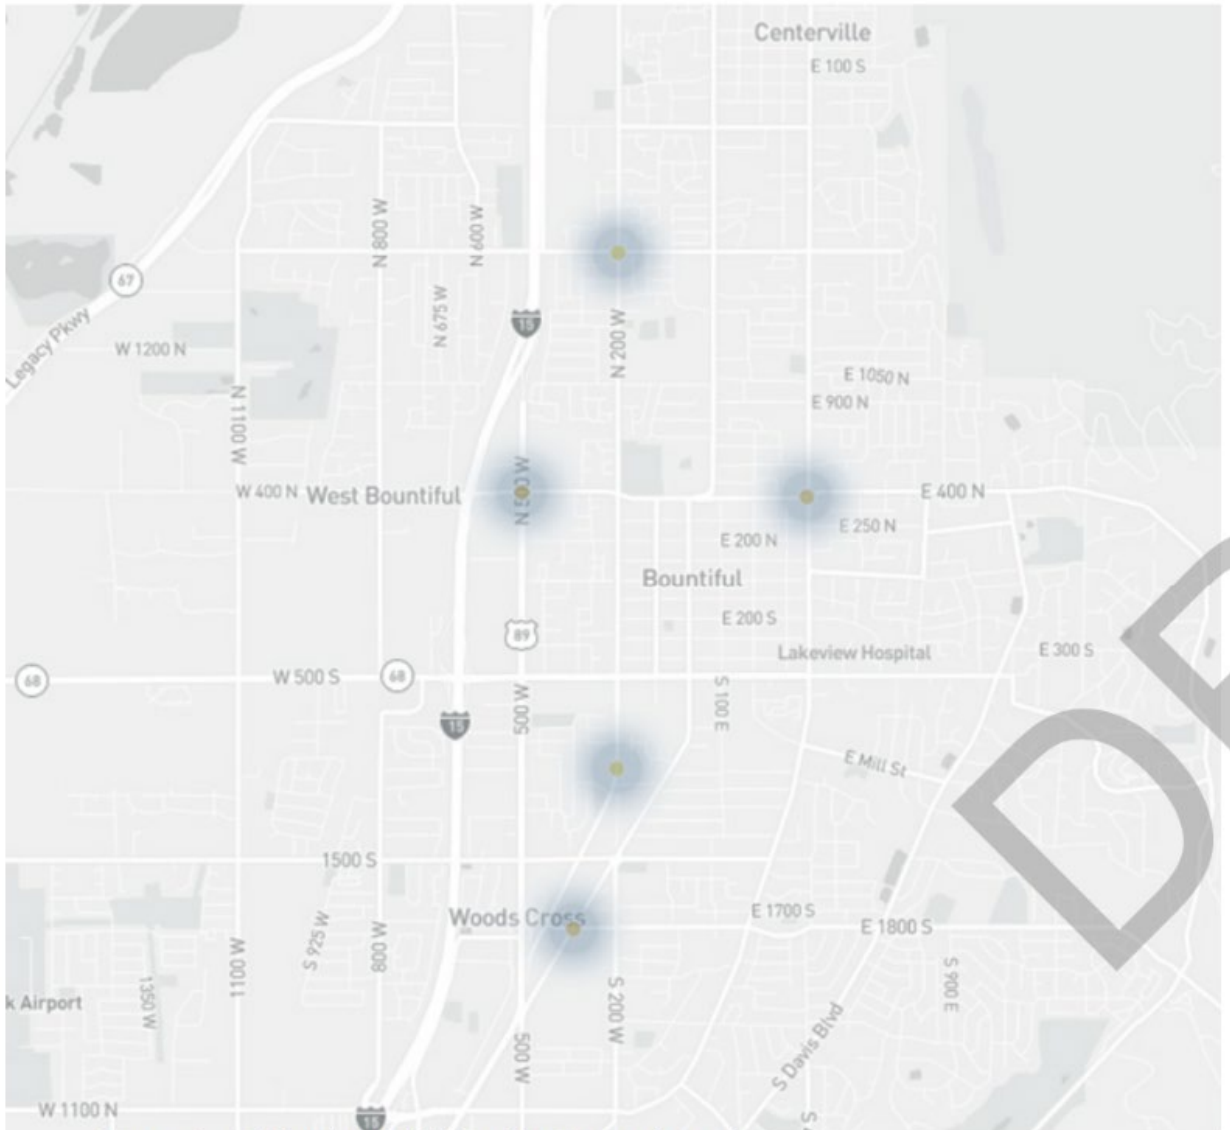 Centerville
E 100 S
N 800 W
N 600 W
67
N 675 W
15
N 200 W
Legacy Pkwy
W 1200 N
E 1050 N
E 900 N
N 1100 W
W 400 N
West Bountiful
E 400 N
E 250 N
E 200 N
Bountiful
E 200 S
89
Lakeview Hospital
E 300 S
68
W 500 S
68
500 W
S 100 E
15
E Mill St
1500 S
Woods Cross
E 1700 S
E 1800 S
S 925 W
800 W
1100 W
1350 W
k Airport
S 200 W
S 900 E
500 W
S Davis Blvd
W 1100 N
15
D